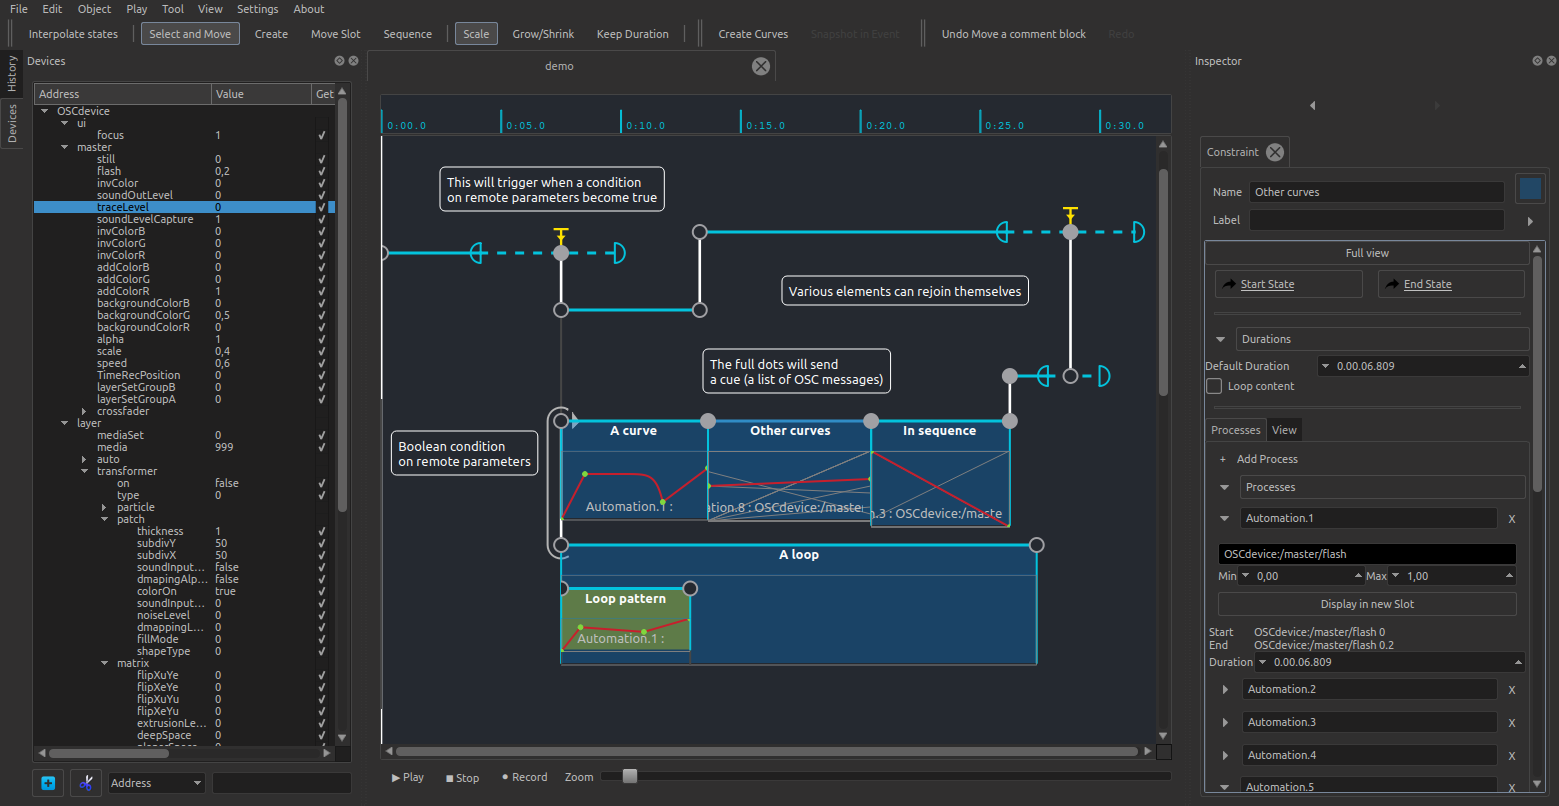 File Edit Object Play Tool View Settings About
Interpolate states Select and Move Create Move Slot Sequence Scale Grow/Shrink Keep Duration Create Curves Snapshot in Event Undo Move a comment block Redo
History
Devices
Devices
Address Value Get
OSCdevice
ui
focus 1
master
still 0
flash 0,2
invColor 0
soundOutLevel 0
traceLevel 0
soundLevelCapture 1
invColorB 0
invColorG 0
invColorR 0
addColorB 0
addColorG 0
addColorR 1
backgroundColorB 0
backgroundColorG 0,5
backgroundColorR 0
alpha 1
scale 0,4
speed 0,6
TimeRecPosition 0
layerSetGroupB 0
layerSetGroupA 0
crossfader
layer
mediaSet 0
media 999
auto
transformer
on false
type 0
particle
patch
thickness 1
subdivY 50
subdivX 50
soundInput... false
dmapingAlp... false
colorOn true
soundInput... 0
noiseLevel 0
dmappingL... 0
fillMode 0
shapeType 0
matrix
flipXuYe 0
flipXeYe 0
flipXuYu 0
flipXeYu 0
extrusionLe... 0
deepSpace 0
Address
demo
0:00.0 0:05.0 0:10.0 0:15.0 0:20.0 0:25.0 0:30.0
This will trigger when a condition
on remote parameters become true
Various elements can rejoin themselves
The full dots will send
a cue (a list of OSC messages)
Boolean condition
on remote parameters
A curve Other curves In sequence
Automation.1 : tion.8 : OSCdevice:/master n.3 : OSCdevice:/maste
A loop
Loop pattern
Automation.1 :
Play Stop Record Zoom
Inspector
Constraint
Name Other curves
Label
Full view
Start State End State
Durations
Default Duration 0.00.06.809
Loop content
Processes View
+ Add Process
Processes
Automation.1 X
OSCdevice:/master/flash
Min 0,00 Max 1,00
Display in new Slot
Start OSCdevice:/master/flash 0
End OSCdevice:/master/flash 0.2
Duration 0.00.06.809
Automation.2 X
Automation.3 X
Automation.4 X
Automation.5 X